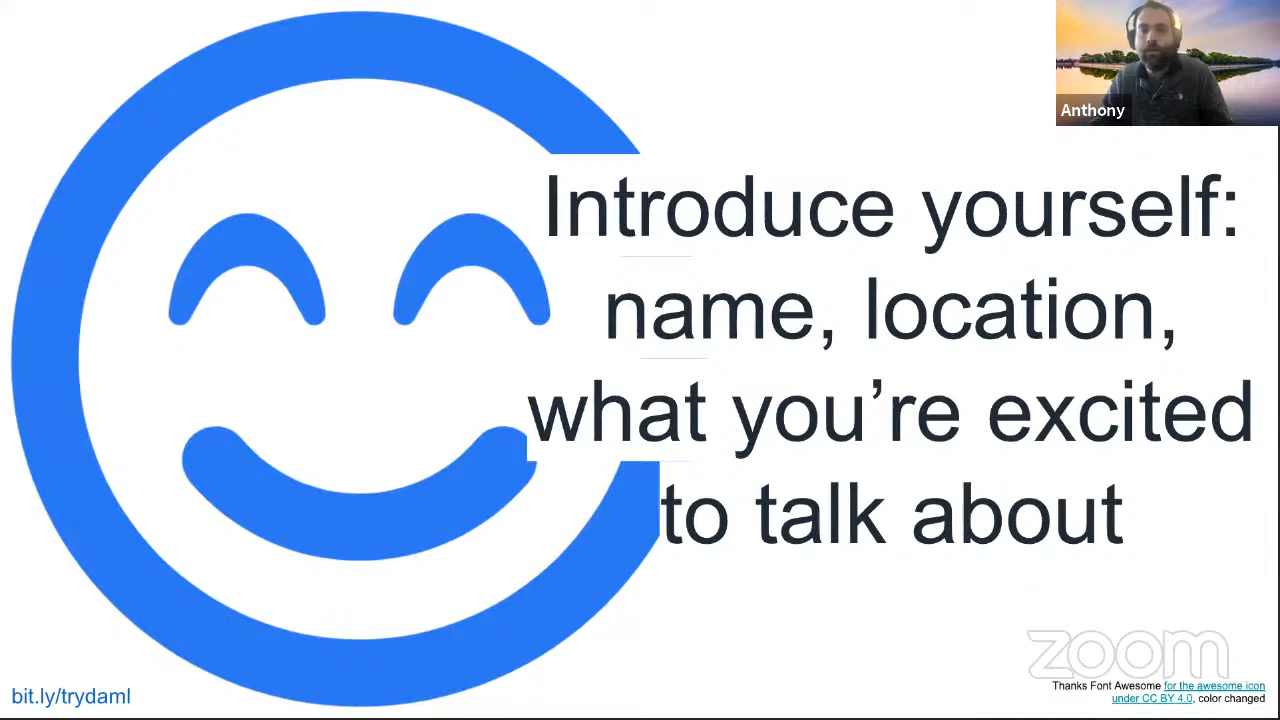 Anthony
Introduce yourself:
name, location,
what you’re excited
to talk about
zoom
Thanks Font Awesome for the awesome icon
under CC BY 4.0, color changed
bit.ly/trydaml